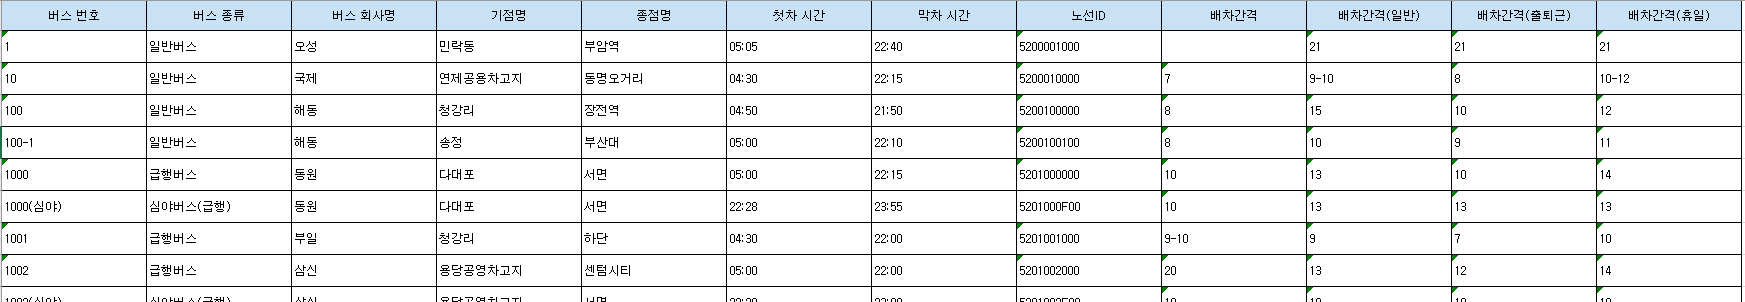 버스 번호 버스 종류 버스 회사명 기점명 종점명 첫차 시간 막차 시간 노선ID 배차간격 배차간격(일반) 배차간격(출퇴근) 배차간격(휴일)
1 일반버스 오성 민락동 부암역 05:05 22:40 5200001000 21 21 21
10 일반버스 국제 연제공용차고지 동명오거리 04:30 22:15 5200010000 7 9-10 8 10-12
100 일반버스 해동 청강리 장전역 04:50 21:50 5200100000 8 15 10 12
100-1 일반버스 해동 송정 부산대 05:00 22:10 5200100100 8 10 9 11
1000 급행버스 동원 다대포 서면 05:00 22:15 5201000000 10 13 10 14
1000(심야) 심야버스(급행) 동원 다대포 서면 22:28 23:55 5201000F00 10 13 13 13
1001 급행버스 부일 청강리 하단 04:30 22:00 5201001000 9-10 9 7 10
1002 급행버스 삼신 용당공영차고지 센텀시티 05:00 22:00 5201002000 20 13 12 14